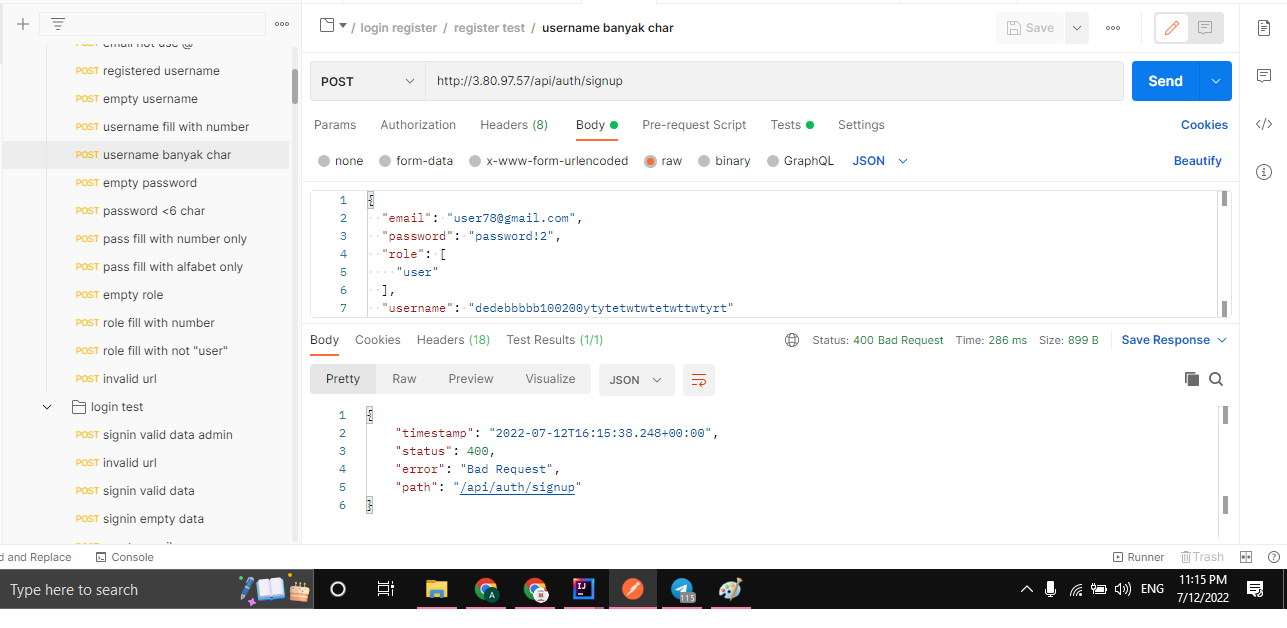 / login register / register test / username banyak char
Save
POST http://3.80.97.57/api/auth/signup
Send
Params Authorization Headers (8) Body Pre-request Script Tests Settings
Cookies
none form-data x-www-form-urlencoded raw binary GraphQL JSON
Beautify
1 {
2 "email": "user78@gmail.com",
3 "password": "password!2",
4 "role": [
5 "user"
6 ],
7 "username": "dedebbbbb100200ytytetwtwtetwttwtyrt"
Body Cookies Headers (18) Test Results (1/1)
Status: 400 Bad Request Time: 286 ms Size: 899 B Save Response
Pretty Raw Preview Visualize JSON
1 {
2 "timestamp": "2022-07-12T16:15:38.248+00:00",
3 "status": 400,
4 "error": "Bad Request",
5 "path": "/api/auth/signup"
6 }
POST email not use @
POST registered username
POST empty username
POST username fill with number
POST username banyak char
POST empty password
POST password <6 char
POST pass fill with number only
POST pass fill with alfabet only
POST empty role
POST role fill with number
POST role fill with not "user"
POST invalid url
login test
POST signin valid data admin
POST invalid url
POST signin valid data
POST signin empty data
and Replace Console
Runner Trash
Type here to search
115
ENG
11:15 PM
7/12/2022